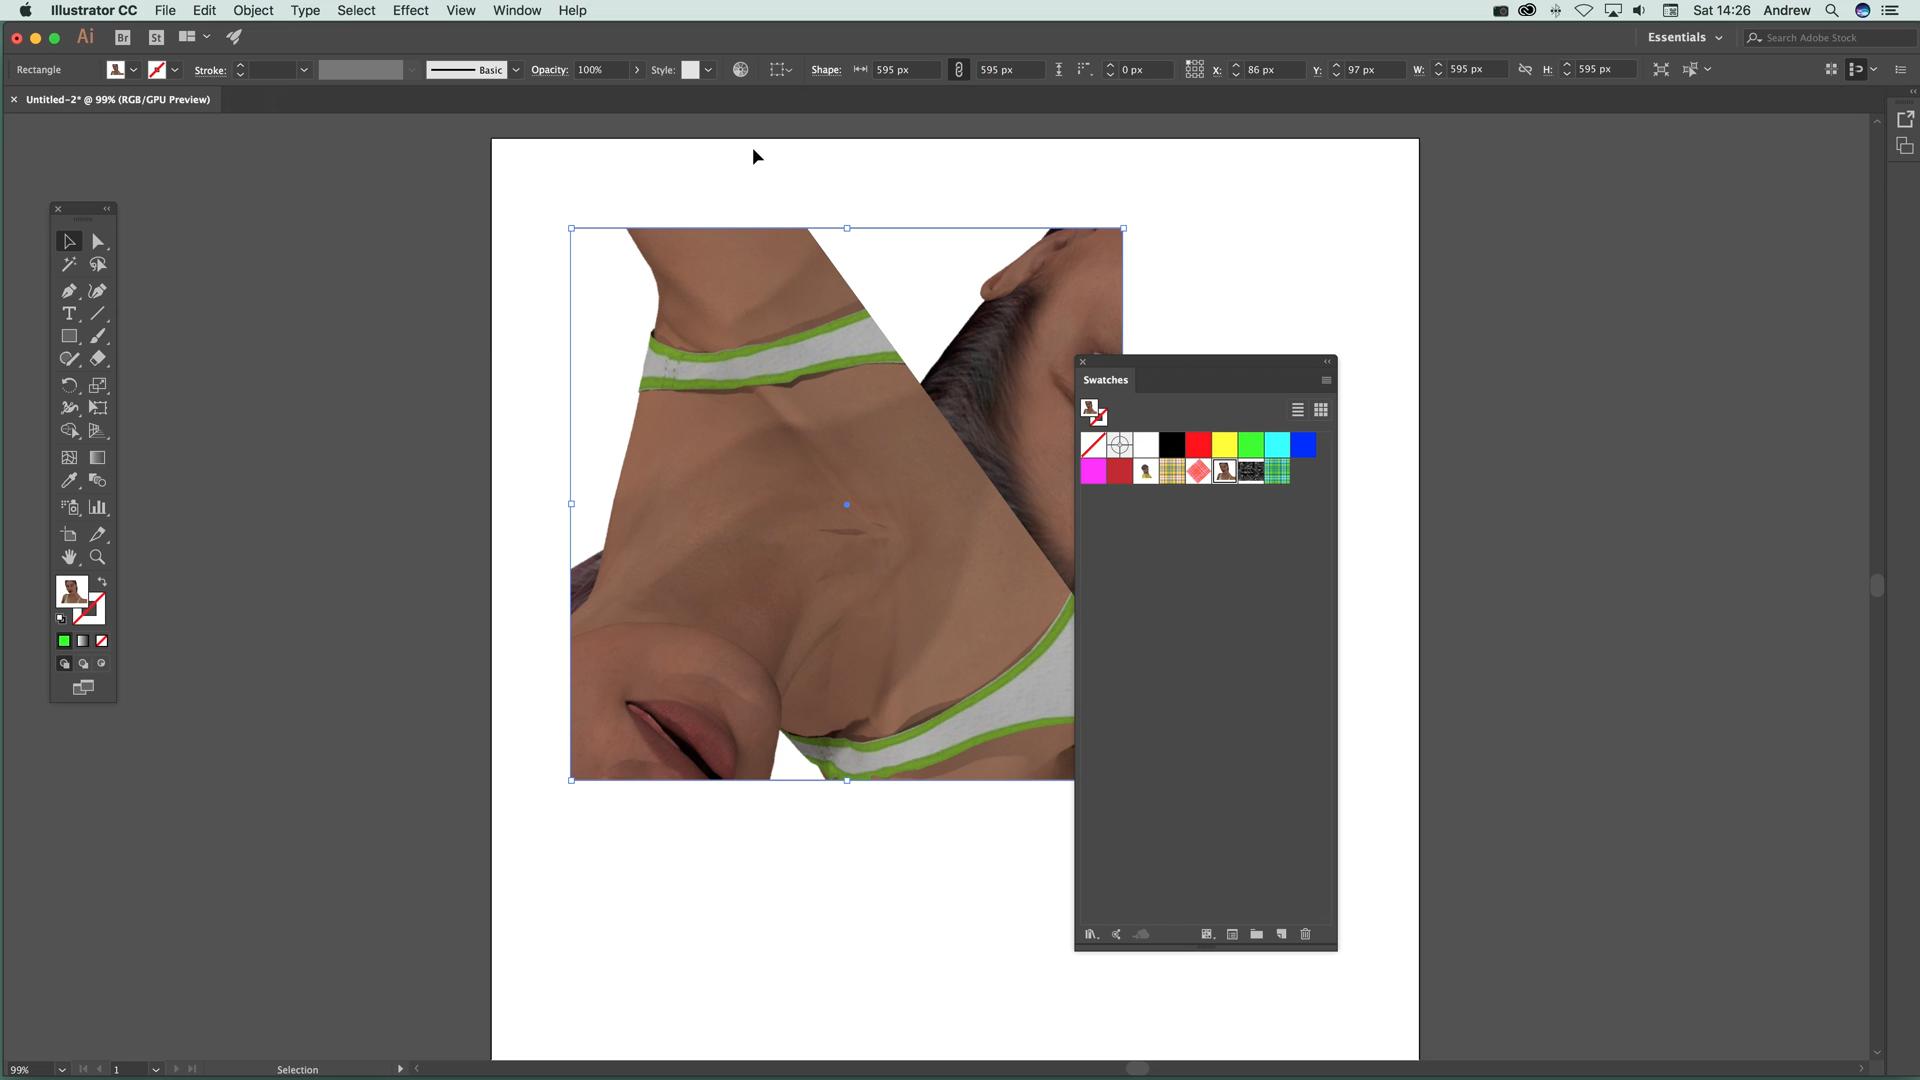 Illustrator CC File Edit Object Type Select Effect View Window Help Sat 14:26 Andrew
Ai Br St Essentials Search Adobe Stock
Rectangle Stroke: Basic Opacity: 100% Style: Shape: 595 px 595 px 0 px X: 86 px Y: 97 px W: 595 px H: 595 px
Untitled-2* @ 99% (RGB/GPU Preview)
Swatches
99% 1 Selection